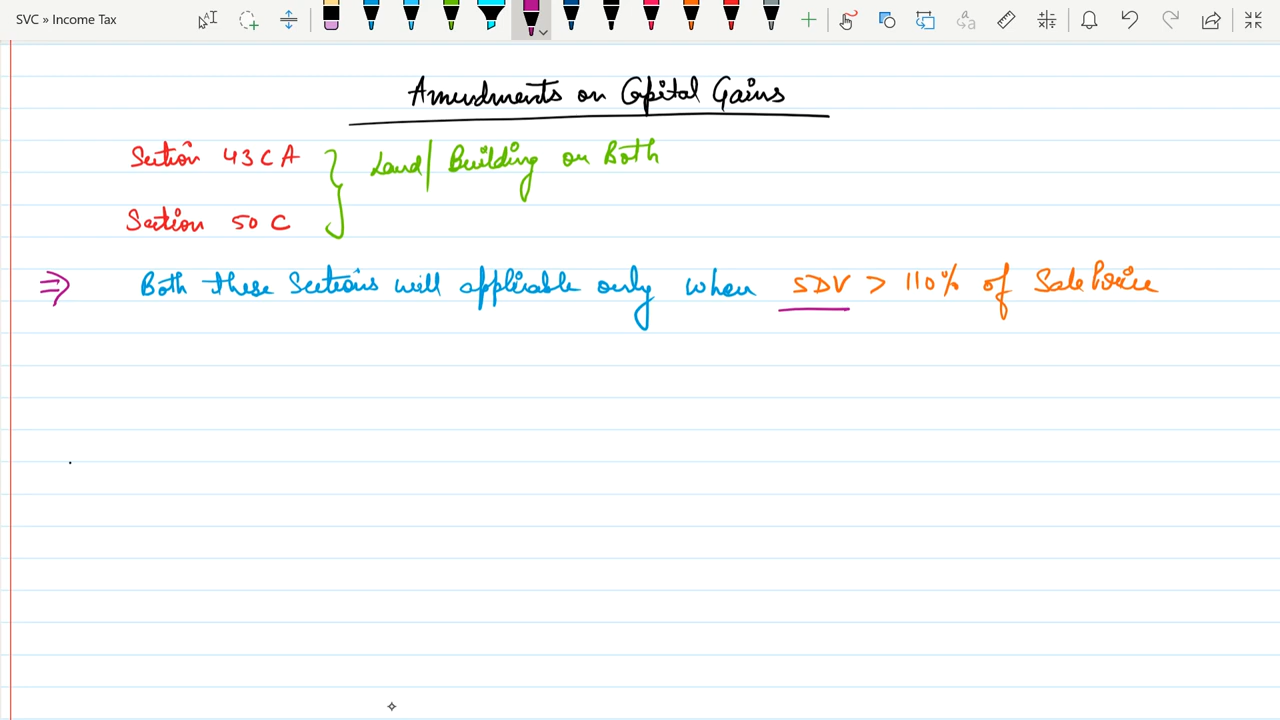 SVC » Income Tax
Amendments on Capital Gains
Section 43CA } Land/Building or Both
Section 50C
⇒ Both these Sections will applicable only when SDV > 110% of Sale Price